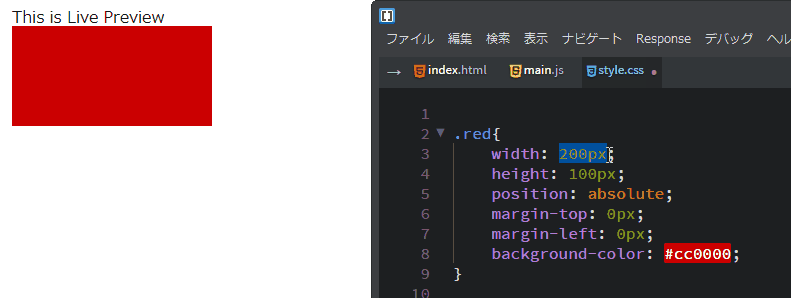 This is Live Preview
ファイル 編集 検索 表示 ナビゲート Response デバッグ ヘル
→ index.html main.js style.css •
1
2 .red{
3 width: 200px;
4 height: 100px;
5 position: absolute;
6 margin-top: 0px;
7 margin-left: 0px;
8 background-color: #cc0000;
9 }
10